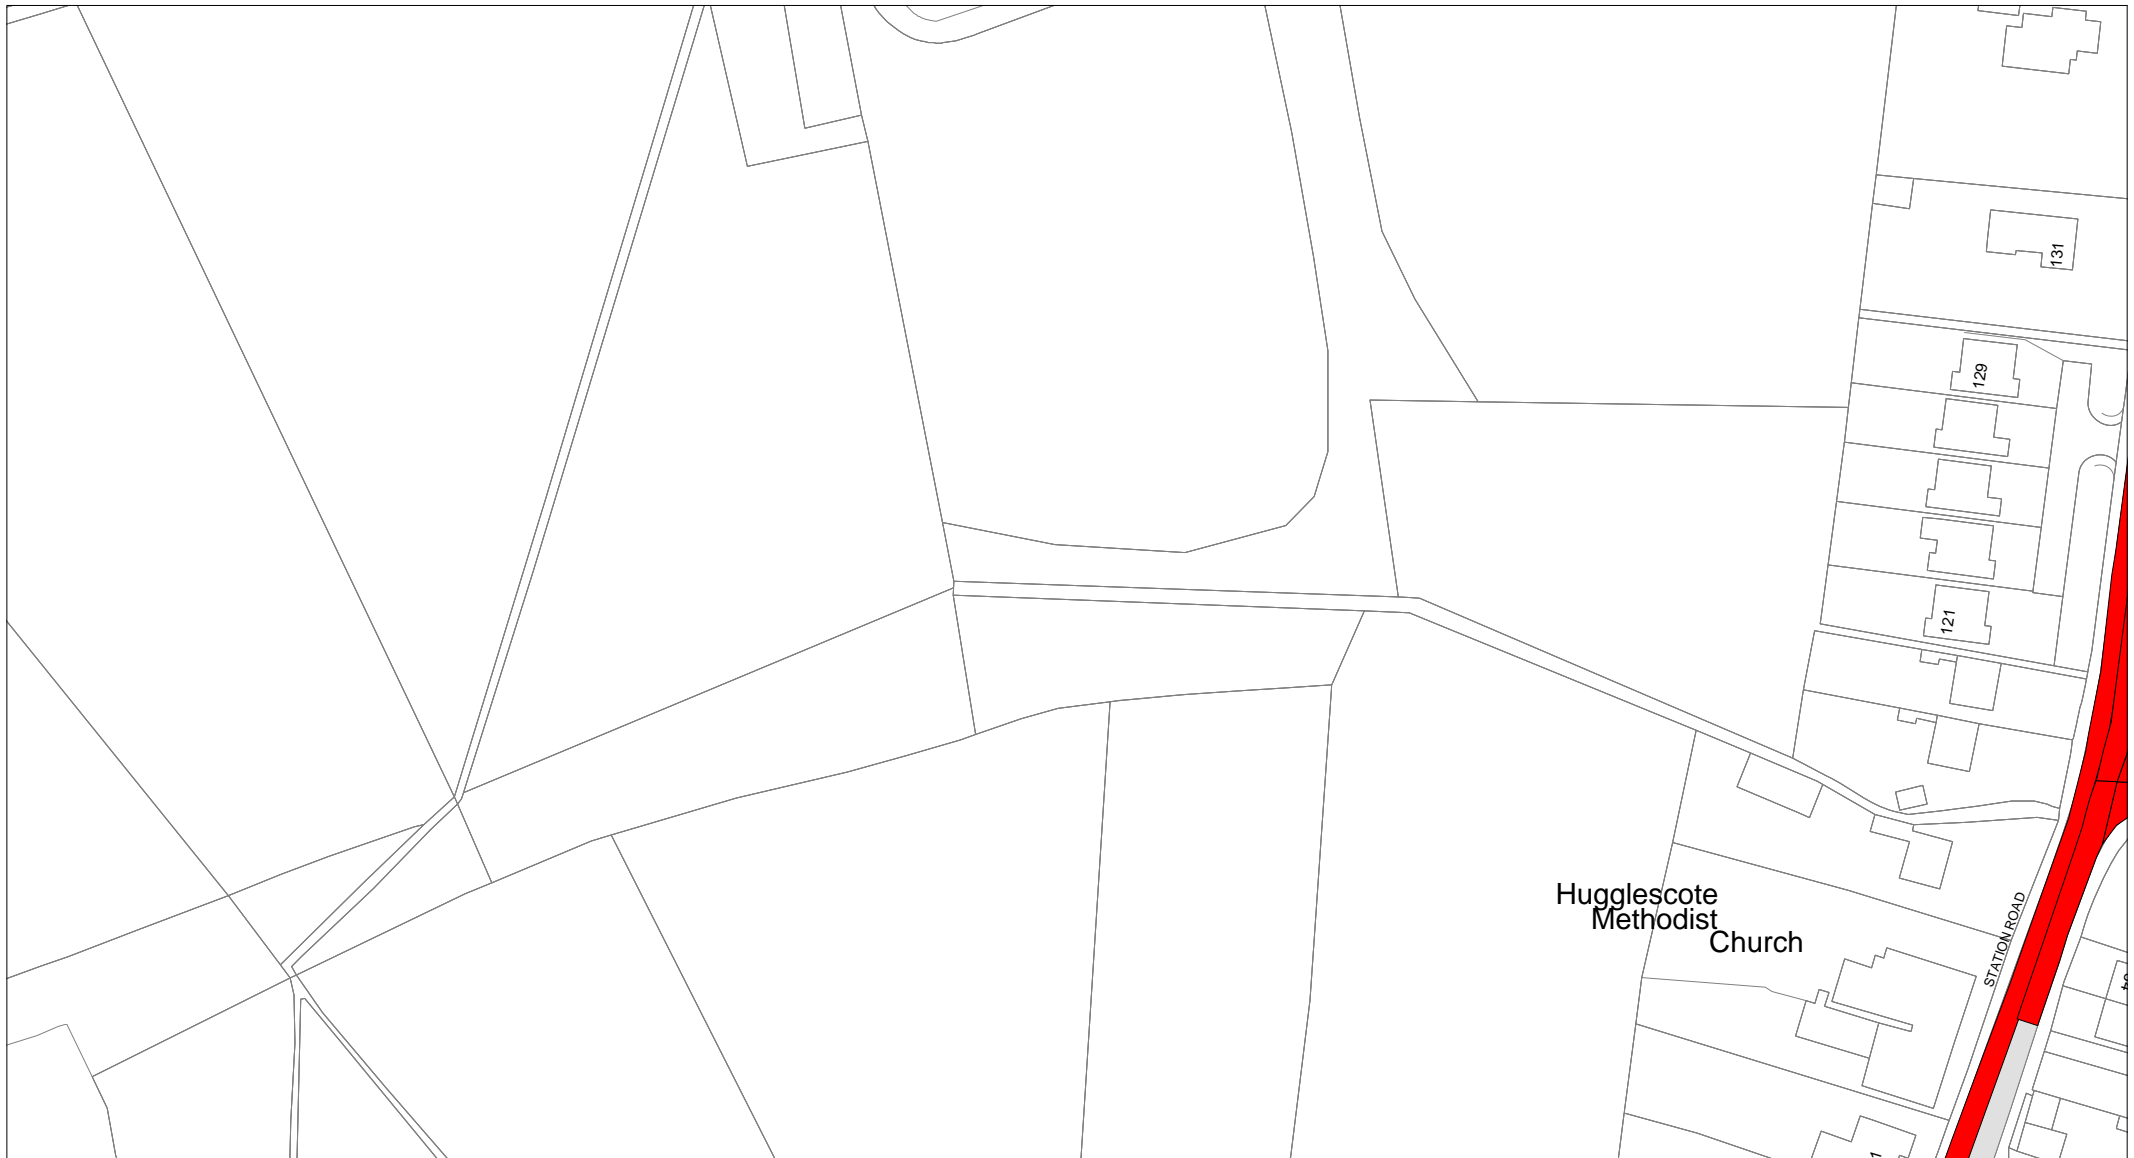 131
129
121
Hugglescote
Methodist
Church
STATION ROAD